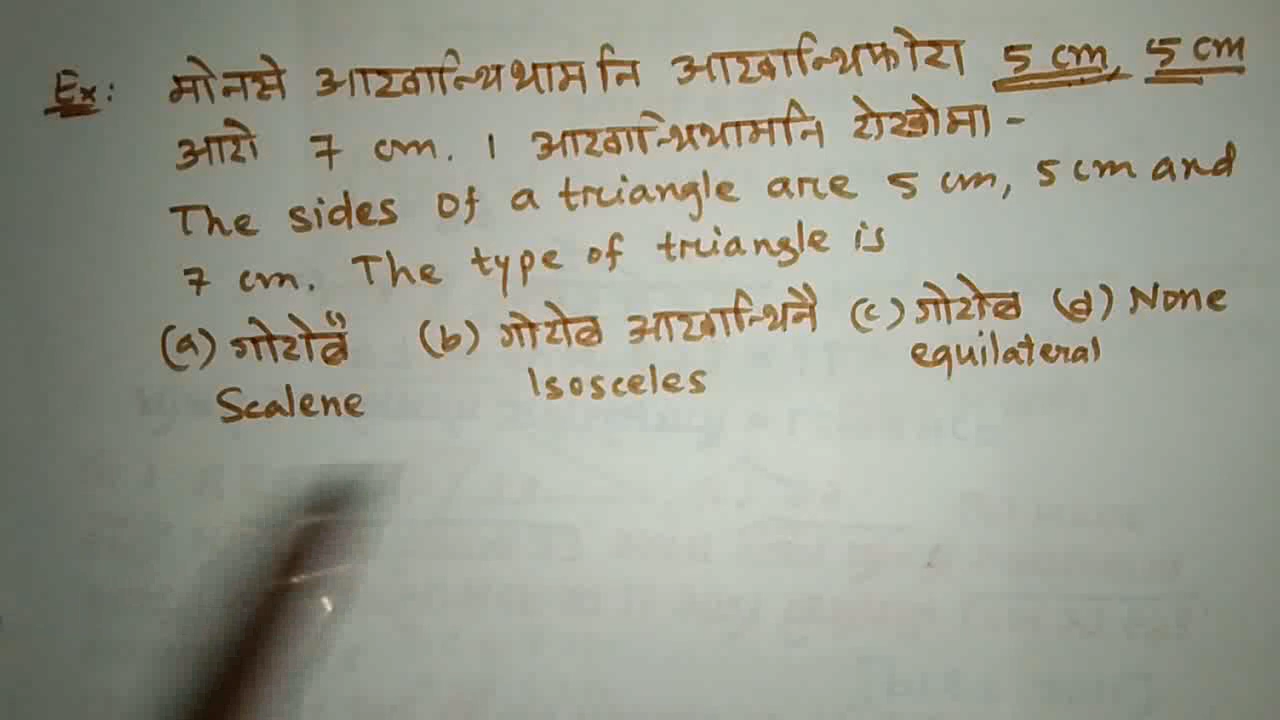 Ex: मोनसे आखान्थिथामनि आखान्थिफोरा 5 cm, 5 cm
आरो 7 cm. । आखान्थिथामनि रोखोमा -
The sides of a triangle are 5 cm, 5 cm and
7 cm. The type of triangle is
(a) गोरोबै (b) गोरोब आखान्थिनै (c) गोरोब (d) None
Scalene Isosceles equilateral